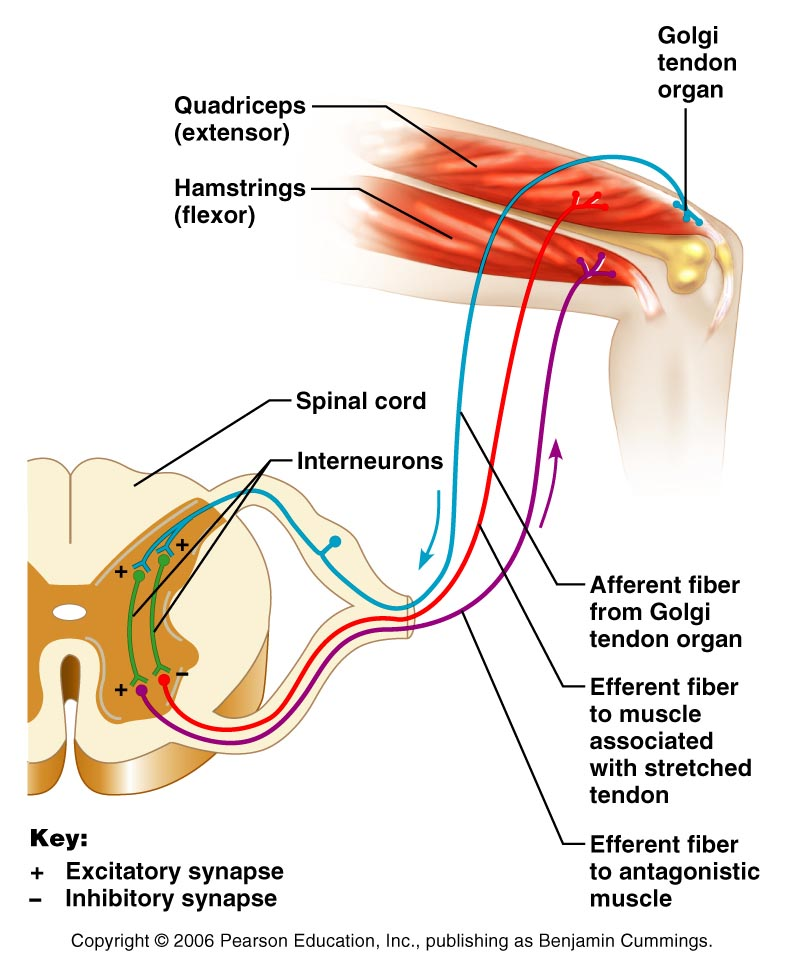 Golgi
tendon
organ
Quadriceps
(extensor)
Hamstrings
(flexor)
Spinal cord
Interneurons
+
+
+
–
Afferent fiber
from Golgi
tendon organ
Efferent fiber
to muscle
associated
with stretched
tendon
Efferent fiber
to antagonistic
muscle
Key:
+ Excitatory synapse
– Inhibitory synapse
Copyright © 2006 Pearson Education, Inc., publishing as Benjamin Cummings.